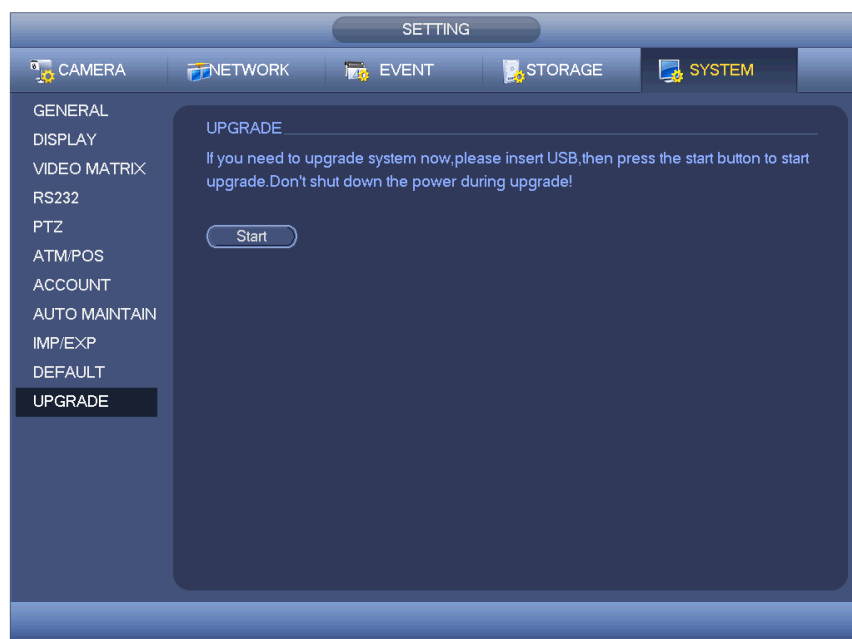 SETTING
CAMERA NETWORK EVENT STORAGE SYSTEM
GENERAL
DISPLAY
VIDEO MATRIX
RS232
PTZ
ATM/POS
ACCOUNT
AUTO MAINTAIN
IMP/EXP
DEFAULT
UPGRADE
UPGRADE
If you need to upgrade system now,please insert USB,then press the start button to start
upgrade.Don't shut down the power during upgrade!
Start